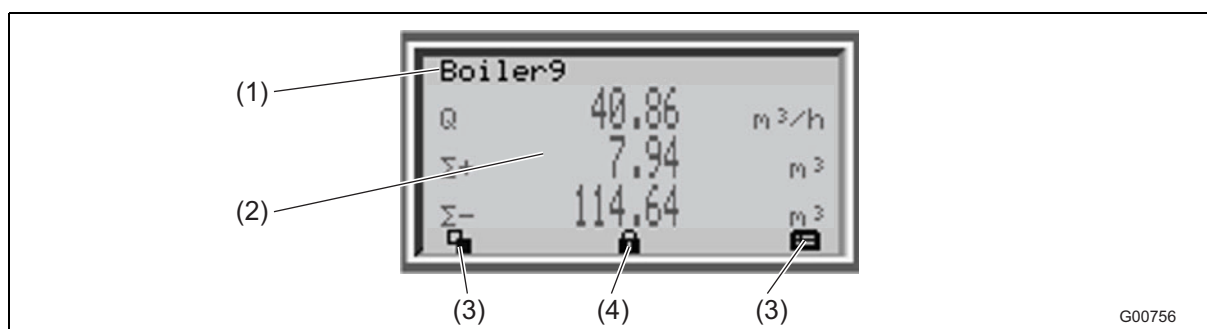 (1)
Boiler9
Q 40.86 m³/h
Σ+ 7.94 m³
(2)
Σ- 114.64 m³
(3) (4) (3)
G00756